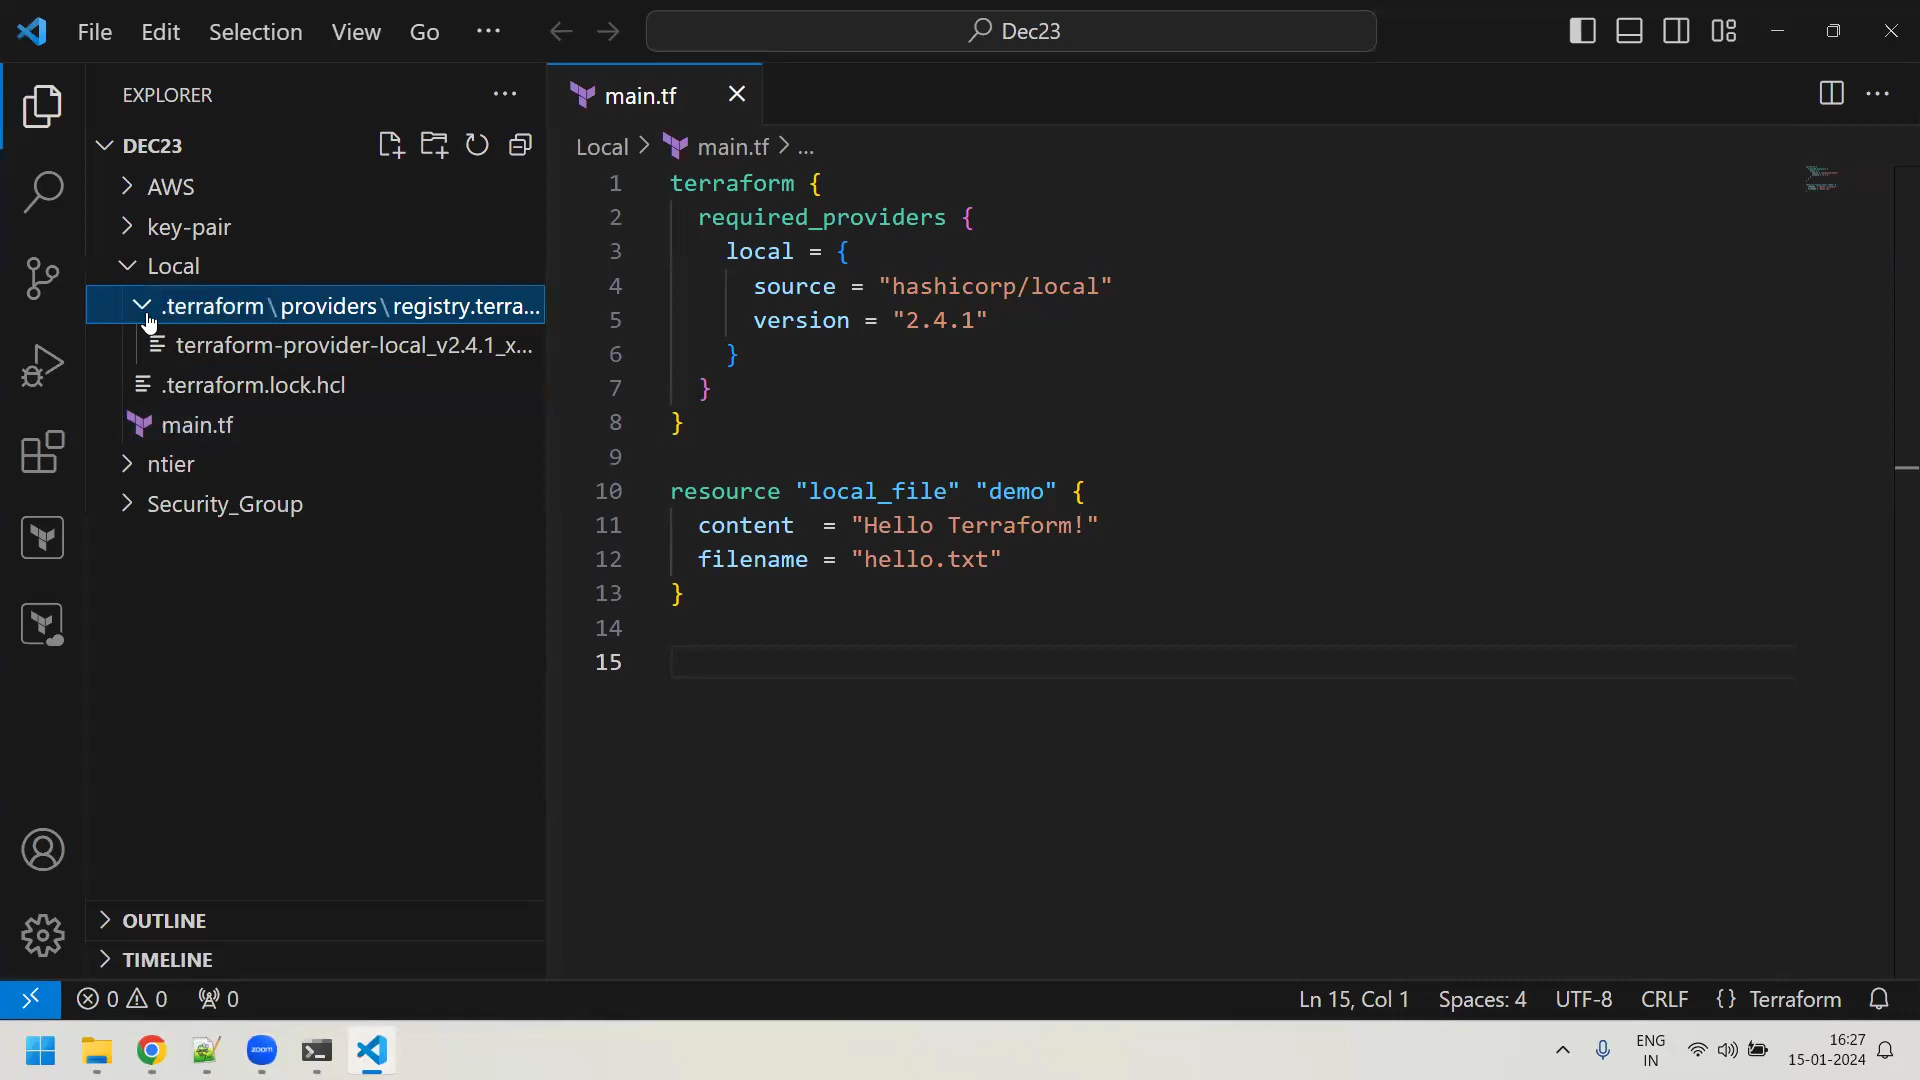 File Edit Selection View Go ··· Dec23
EXPLORER ···
DEC23
AWS
key-pair
Local
.terraform\providers\registry.terra...
terraform-provider-local_v2.4.1_x...
.terraform.lock.hcl
main.tf
ntier
Security_Group
OUTLINE
TIMELINE
main.tf
Local > main.tf > ...
1 terraform {
2 required_providers {
3 local = {
4 source = "hashicorp/local"
5 version = "2.4.1"
6 }
7 }
8 }
9
10 resource "local_file" "demo" {
11 content  = "Hello Terraform!"
12 filename = "hello.txt"
13 }
14
15
0 0 0 Ln 15, Col 1 Spaces: 4 UTF-8 CRLF {} Terraform
zoom
ENG
IN
16:27
15-01-2024